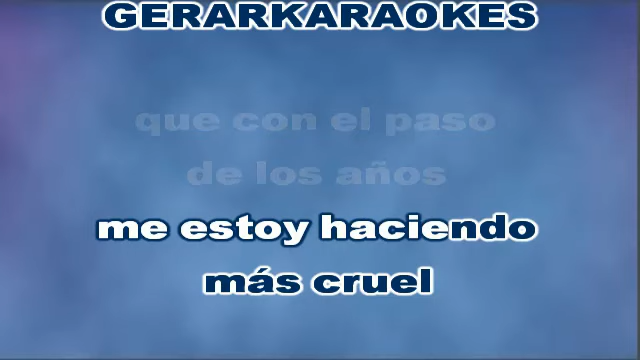 GERARKARAOKES
que con el paso
de los años
me estoy haciendo
más cruel